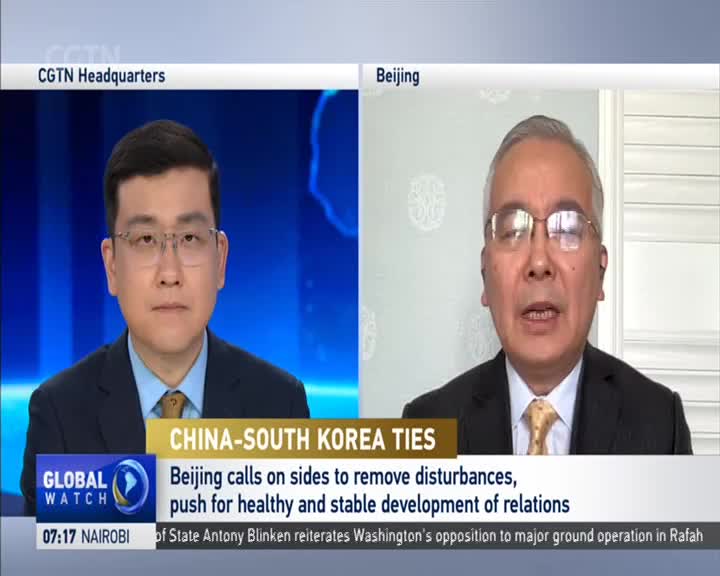 CGTN
CGTN Headquarters
Beijing
CHINA-SOUTH KOREA TIES
Beijing calls on sides to remove disturbances,
push for healthy and stable development of relations
GLOBAL
WATCH
07:17 NAIROBI
of State Antony Blinken reiterates Washington's opposition to major ground operation in Rafah